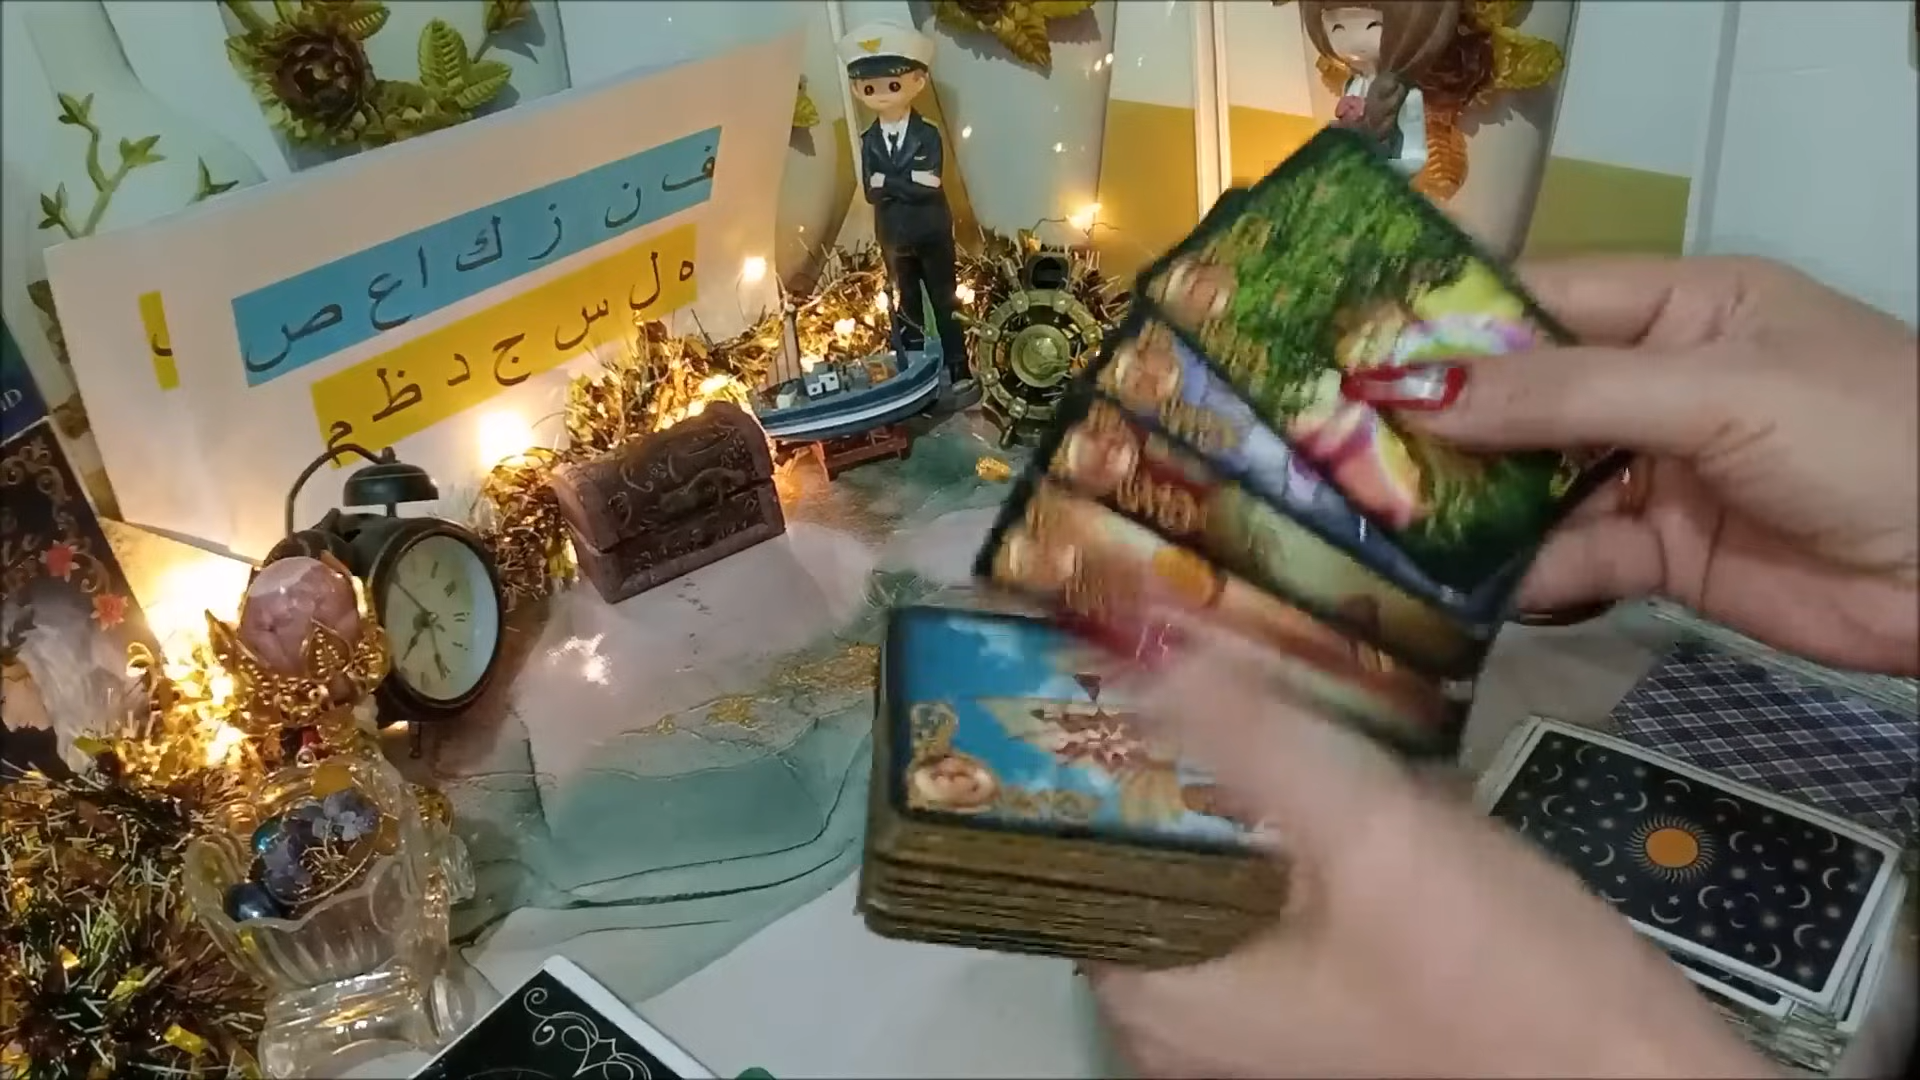 ف ن ز ك ا ع ص
ه ل س ج د ظ م